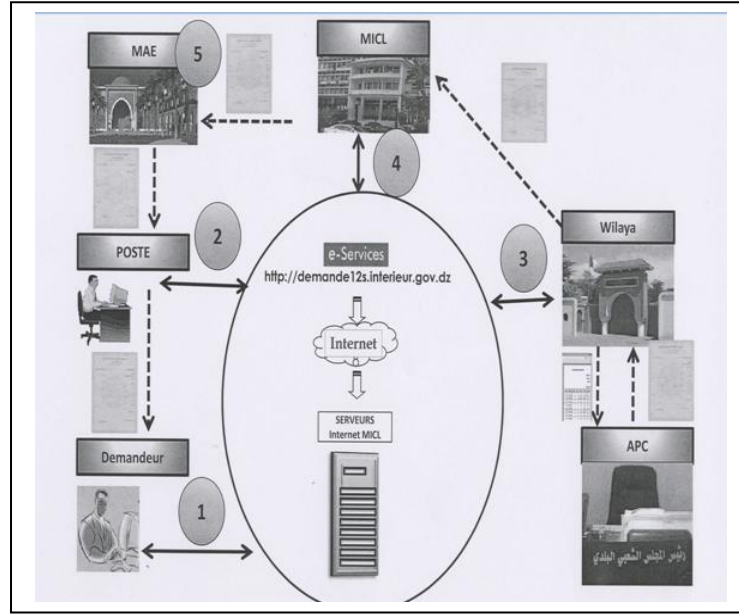 MAE
5
MICL
4
POSTE
2
e-Services
http://demande12s.interieur.gov.dz
3
Wilaya
Internet
SERVEURS
Internet MICL
Demandeur
1
APC
رئيس المجلس الشعبي البلدي